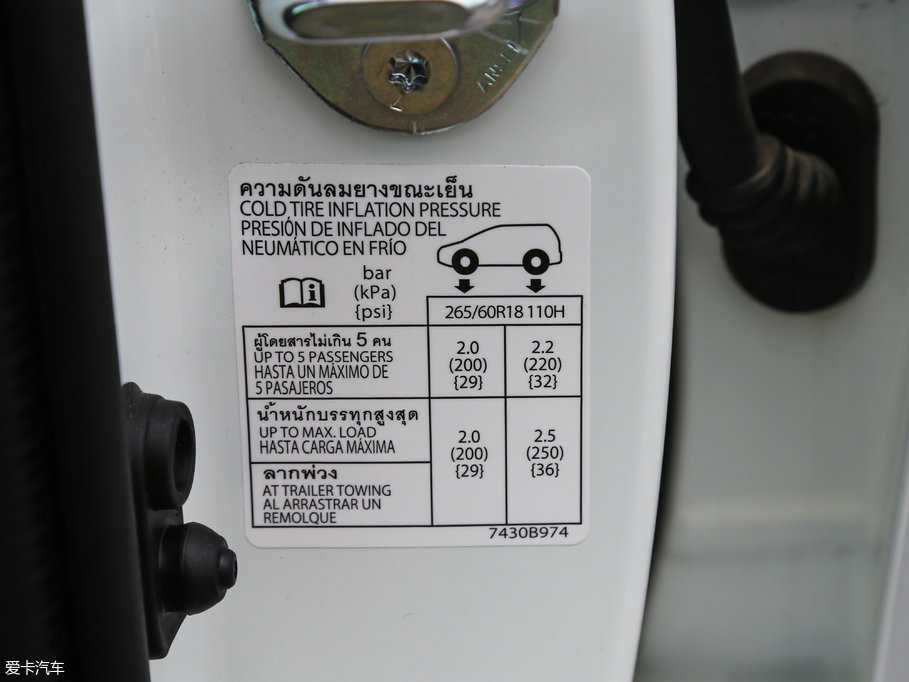 ความดันลมยางขณะเย็น
COLD TIRE INFLATION PRESSURE
PRESIÓN DE INFLADO DEL
NEUMÁTICO EN FRÍO
bar
(kPa)
{psi}
265/60R18 110H
ผู้โดยสารไม่เกิน 5 คน
UP TO 5 PASSENGERS
HASTA UN MÁXIMO DE
5 PASAJEROS
2.0
(200)
{29}
2.2
(220)
{32}
น้ำหนักบรรทุกสูงสุด
UP TO MAX. LOAD
HASTA CARGA MÁXIMA
ลากพ่วง
AT TRAILER TOWING
AL ARRASTRAR UN
REMOLQUE
2.0
(200)
{29}
2.5
(250)
{36}
7430B974
爱卡汽车